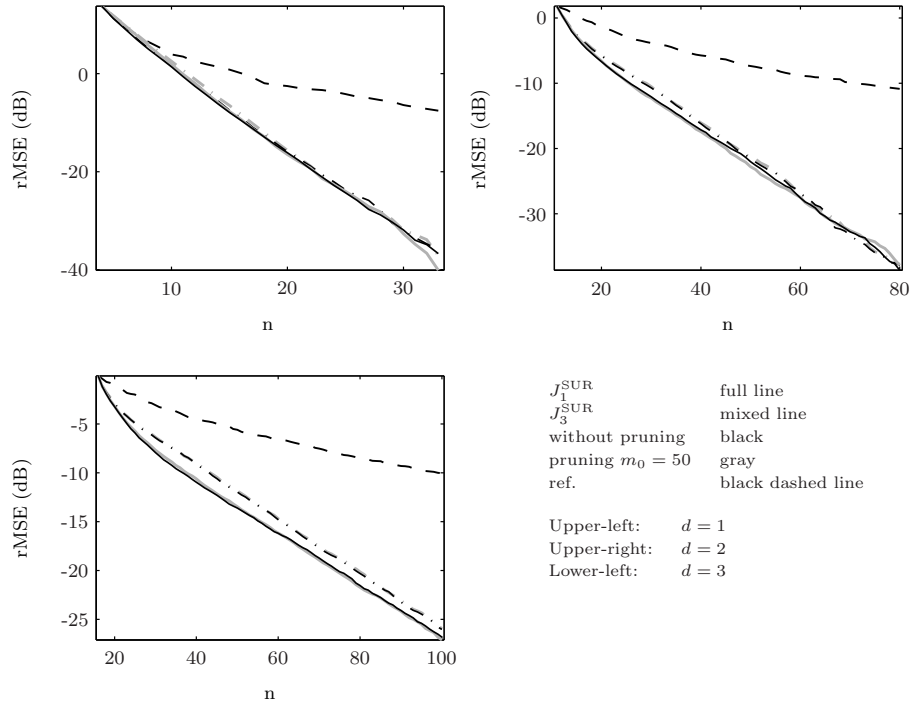 rMSE (dB)
0
-20
-40
10
20
30
n
rMSE (dB)
0
-10
-20
-30
20
40
60
80
n
rMSE (dB)
-5
-10
-15
-20
-25
20
40
60
80
100
n
J_1^SUR full line
J_3^SUR mixed line
without pruning black
pruning m_0 = 50 gray
ref. black dashed line
Upper-left: d = 1
Upper-right: d = 2
Lower-left: d = 3